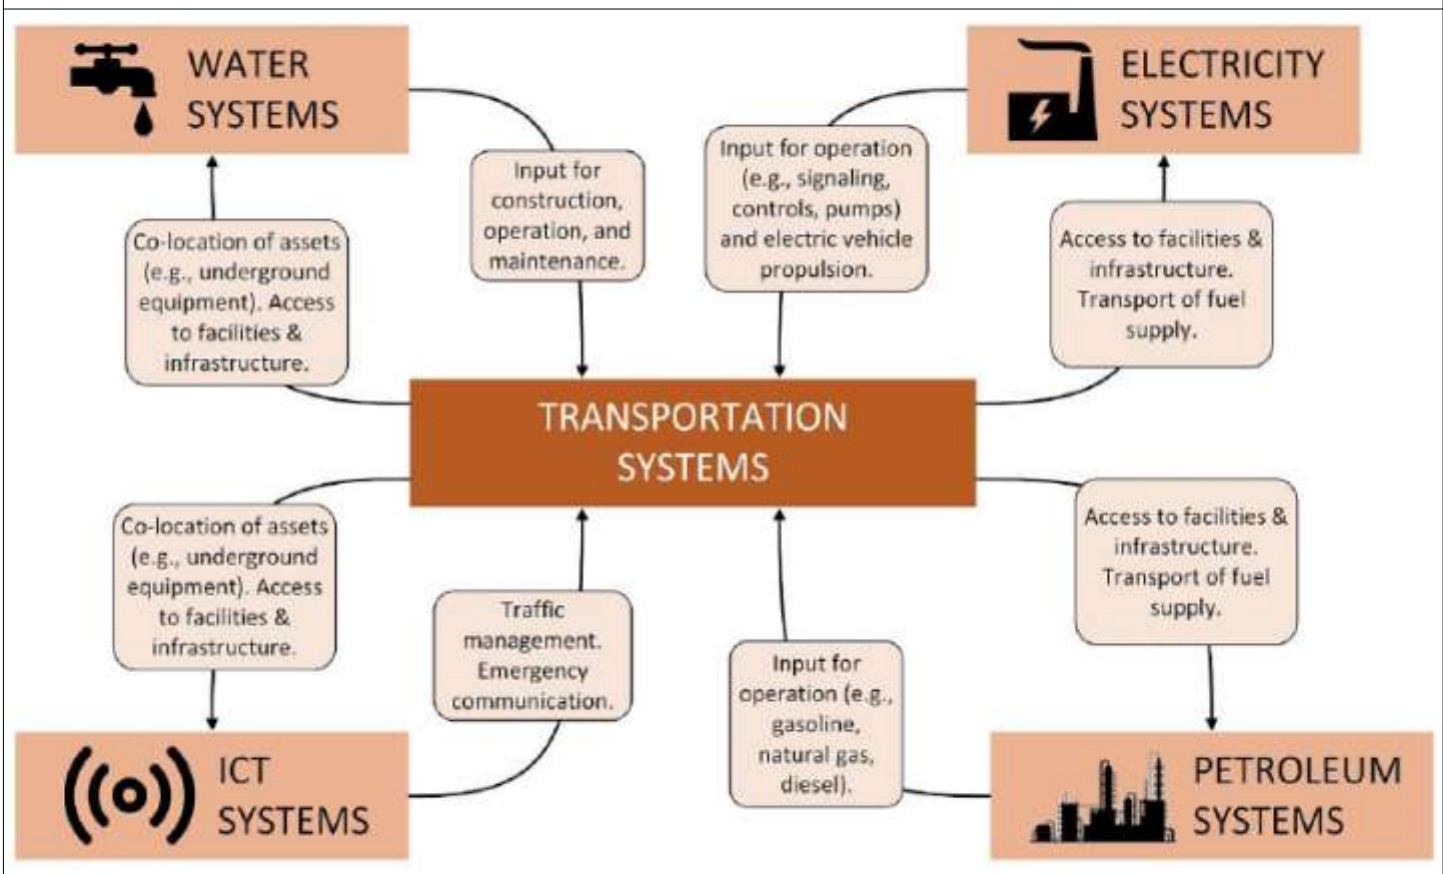 WATER
SYSTEMS
ELECTRICITY
SYSTEMS
Input for
construction,
operation, and
maintenance.
Input for operation
(e.g., signaling,
controls, pumps)
and electric vehicle
propulsion.
Co-location of assets
(e.g., underground
equipment). Access
to facilities &
infrastructure.
Access to facilities &
infrastructure.
Transport of fuel
supply.
TRANSPORTATION
SYSTEMS
Co-location of assets
(e.g., underground
equipment). Access
to facilities &
infrastructure.
Traffic
management.
Emergency
communication.
Input for
operation (e.g.,
gasoline,
natural gas,
diesel).
Access to facilities &
infrastructure.
Transport of fuel
supply.
ICT
SYSTEMS
PETROLEUM
SYSTEMS